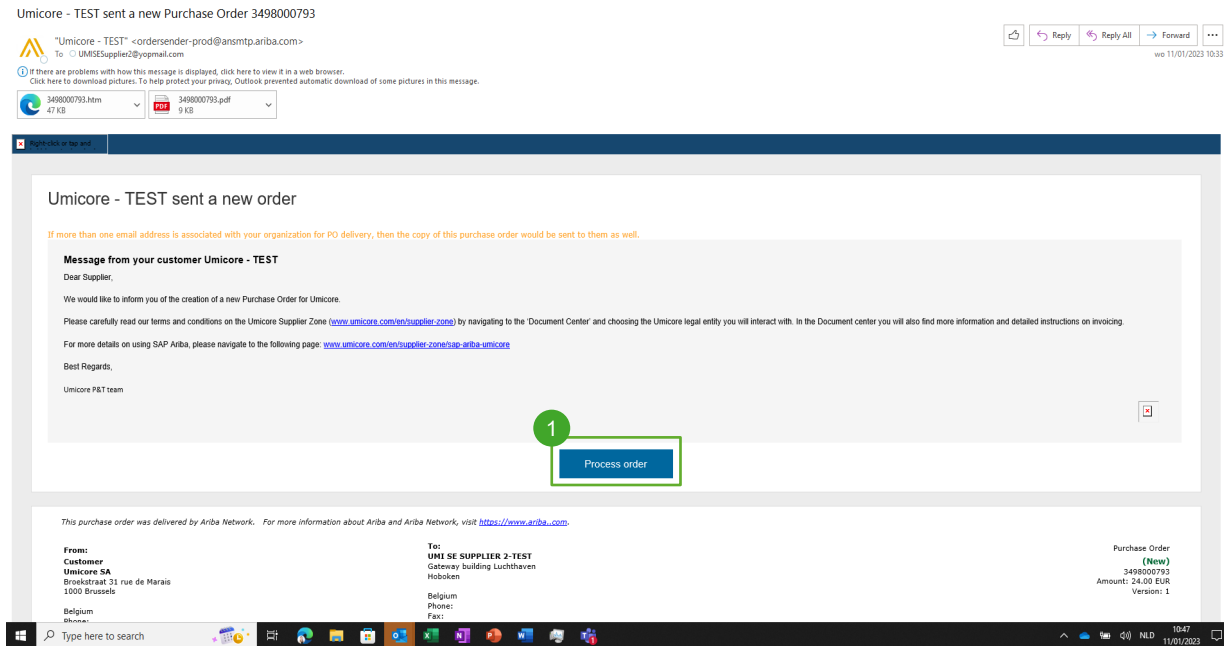 Umicore - TEST sent a new Purchase Order 3498000793
"Umicore - TEST" <ordersender-prod@ansmtp.ariba.com>
To UMISESupplier2@yopmail.com
Reply
Reply All
Forward
wo 11/01/2023 10:33
If there are problems with how this message is displayed, click here to view it in a web browser.
Click here to download pictures. To help protect your privacy, Outlook prevented automatic download of some pictures in this message.
3498000793.htm
47 KB
PDF
3498000793.pdf
9 KB
Right-click or tap and
Umicore - TEST sent a new order
If more than one email address is associated with your organization for PO delivery, then the copy of this purchase order would be sent to them as well.
Message from your customer Umicore - TEST
Dear Supplier,
We would like to inform you of the creation of a new Purchase Order for Umicore.
Please carefully read our terms and conditions on the Umicore Supplier Zone (www.umicore.com/en/supplier-zone) by navigating to the 'Document Center' and choosing the Umicore legal entity you will interact with. In the Document center you will also find more information and detailed instructions on invoicing.
For more details on using SAP Ariba, please navigate to the following page: www.umicore.com/en/supplier-zone/sap-ariba-umicore
Best Regards,
Umicore P&T team
1
Process order
This purchase order was delivered by Ariba Network. For more information about Ariba and Ariba Network, visit https://www.ariba..com.
From:
Customer
Umicore SA
Broekstraat 31 rue de Marais
1000 Brussels
Belgium
Phone:
To:
UMI SE SUPPLIER 2-TEST
Gateway building Luchthaven
Hoboken
Belgium
Phone:
Fax:
Purchase Order
(New)
3498000793
Amount: 24.00 EUR
Version: 1
Type here to search
NLD
10:47
11/01/2023